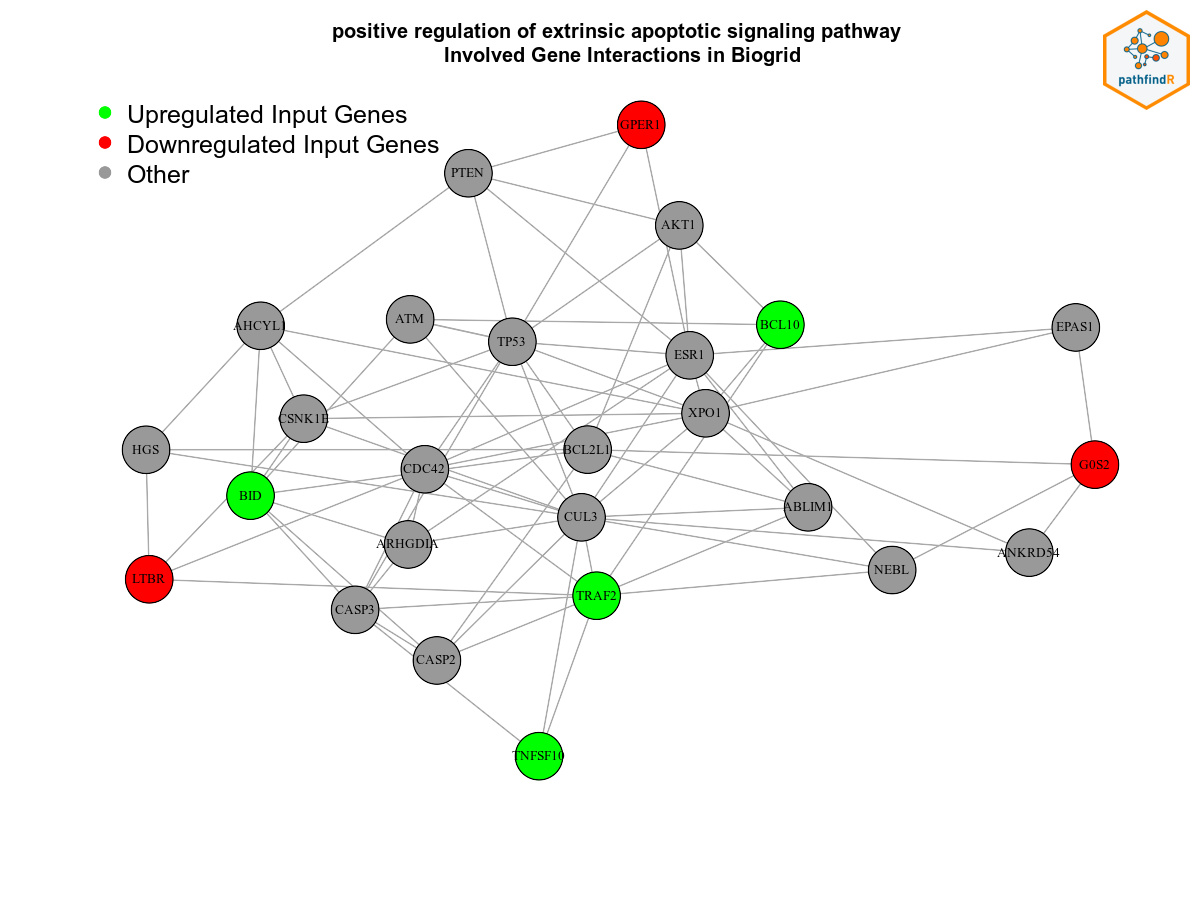 positive regulation of extrinsic apoptotic signaling pathway
Involved Gene Interactions in Biogrid
pathfindR
Upregulated Input Genes
Downregulated Input Genes
Other
GPER1
PTEN
AKT1
AHCYL1
ATM
BCL10
EPAS1
TP53
ESR1
CSNK1E
XPO1
HGS
BCL2L1
CDC42
G0S2
BID
ABLIM1
CUL3
ARHGDIA
ANKRD54
NEBL
LTBR
TRAF2
CASP3
CASP2
TNFSF10